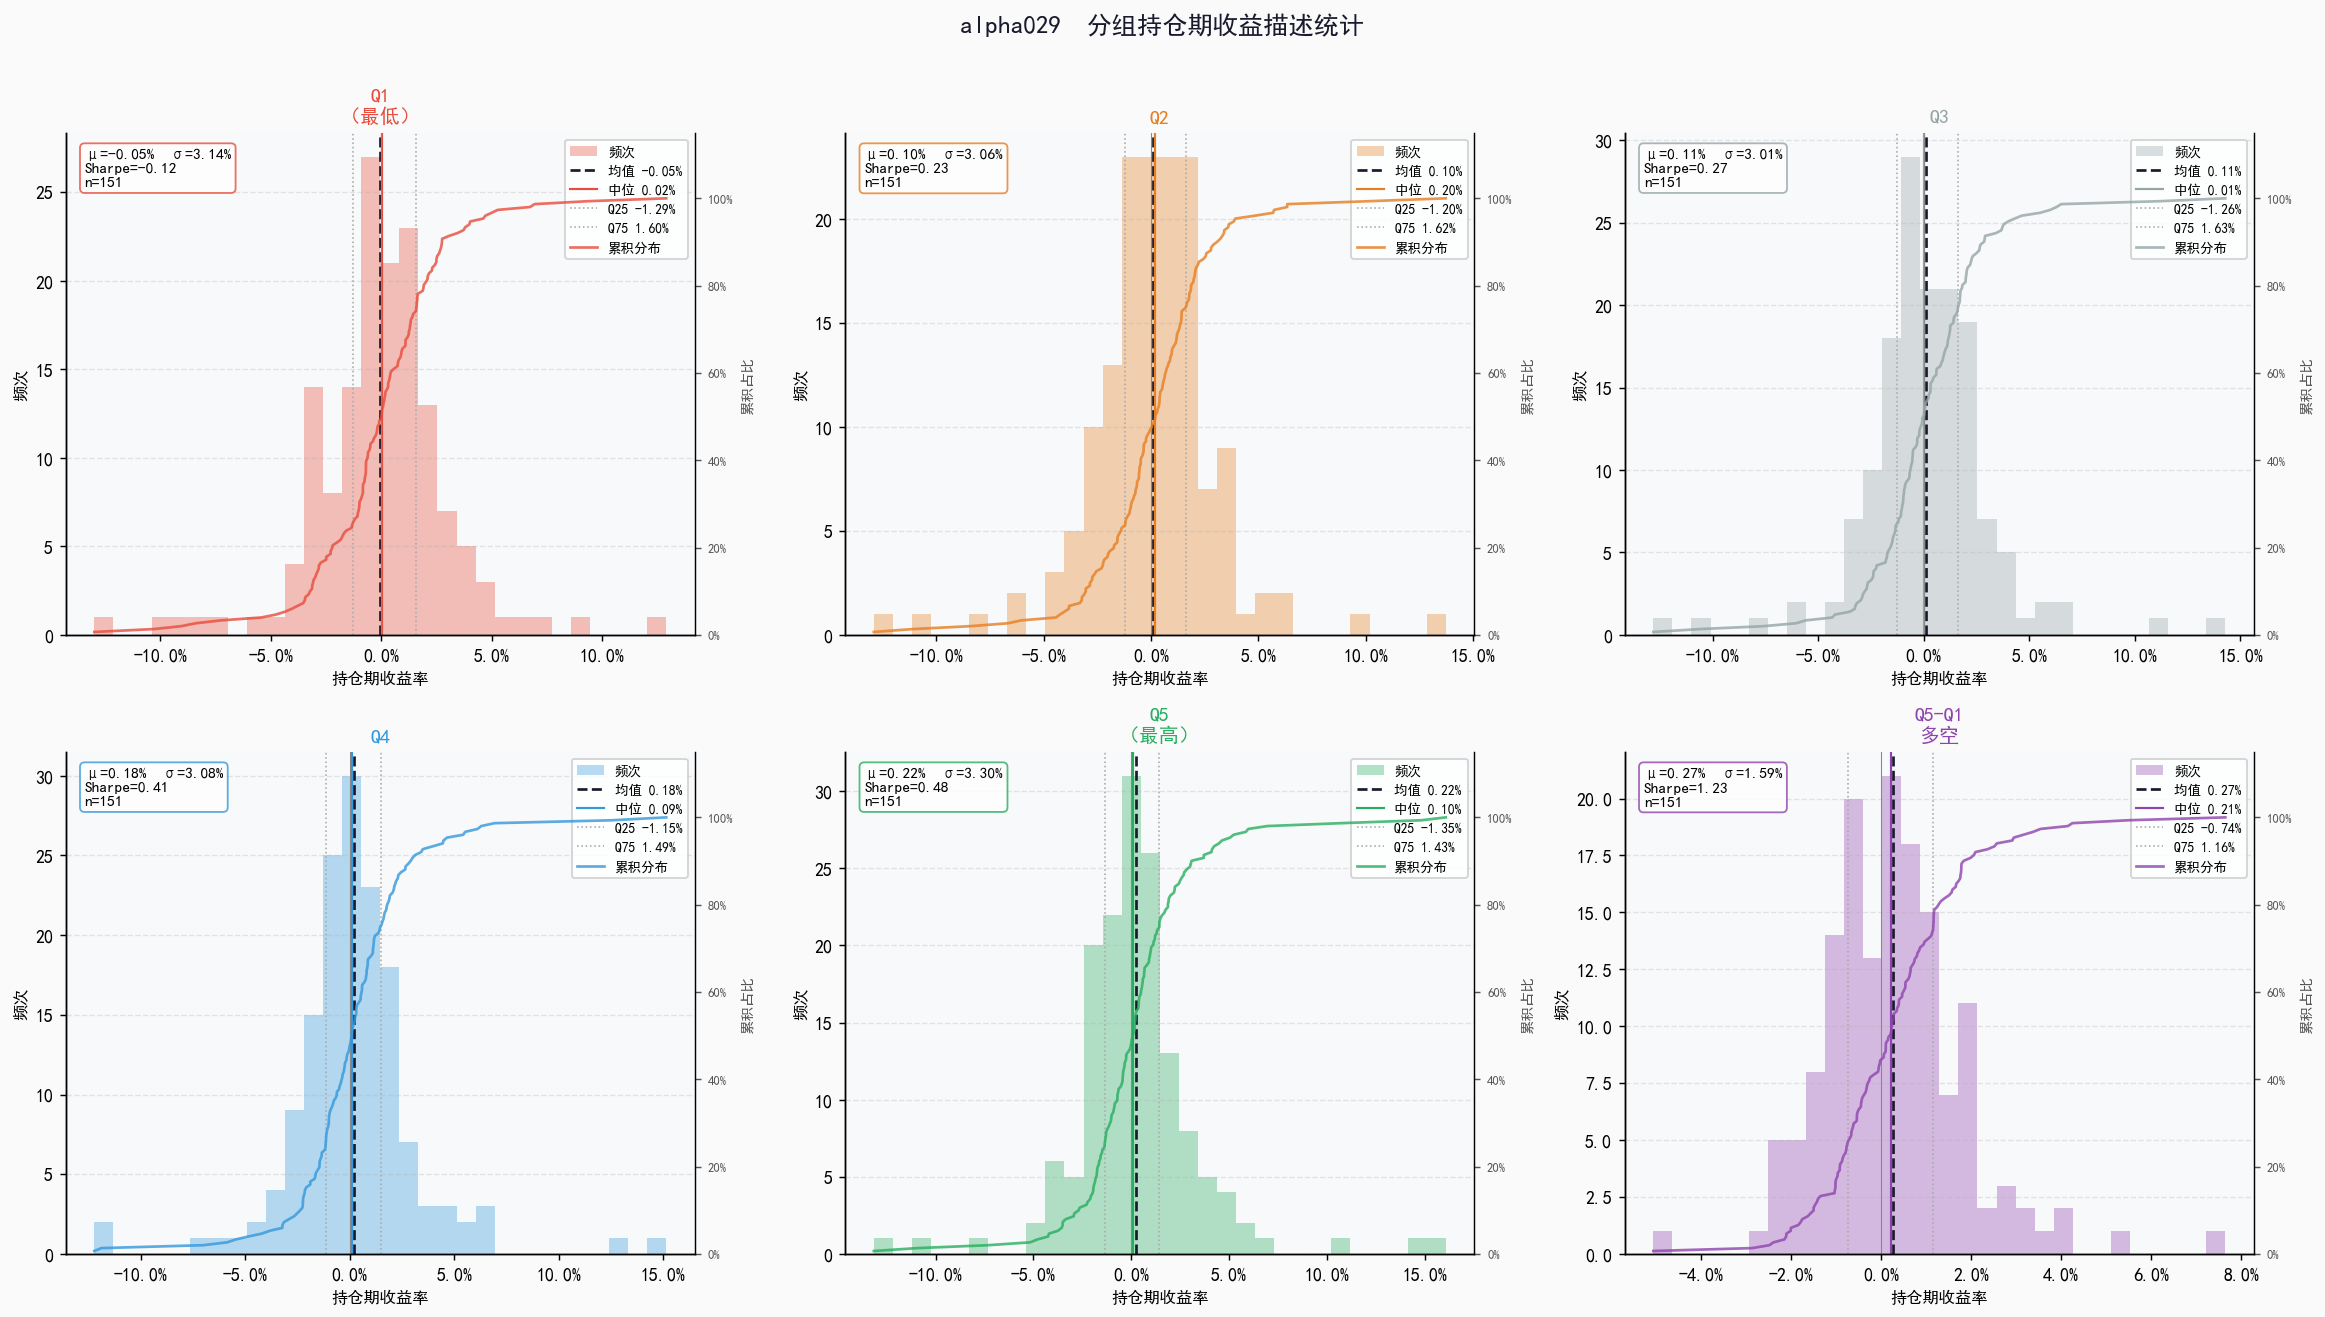 alpha029  分组持仓期收益描述统计
Q1
（最低）
μ=-0.05%  σ=3.14%
Sharpe=-0.12
n=151
频次
均值 -0.05%
中位 0.02%
Q25 -1.29%
Q75 1.60%
累积分布
25
20
15
10
5
0
频次
100%
80%
60%
40%
20%
0%
累积占比
-10.0% -5.0% 0.0% 5.0% 10.0%
持仓期收益率
Q2
μ=0.10%  σ=3.06%
Sharpe=0.23
n=151
频次
均值 0.10%
中位 0.20%
Q25 -1.20%
Q75 1.62%
累积分布
20
15
10
5
0
频次
100%
80%
60%
40%
20%
0%
累积占比
-10.0% -5.0% 0.0% 5.0% 10.0% 15.0%
持仓期收益率
Q3
μ=0.11%  σ=3.01%
Sharpe=0.27
n=151
频次
均值 0.11%
中位 0.01%
Q25 -1.26%
Q75 1.63%
累积分布
30
25
20
15
10
5
0
频次
100%
80%
60%
40%
20%
0%
累积占比
-10.0% -5.0% 0.0% 5.0% 10.0% 15.0%
持仓期收益率
Q4
μ=0.18%  σ=3.08%
Sharpe=0.41
n=151
频次
均值 0.18%
中位 0.09%
Q25 -1.15%
Q75 1.49%
累积分布
30
25
20
15
10
5
0
频次
100%
80%
60%
40%
20%
0%
累积占比
-10.0% -5.0% 0.0% 5.0% 10.0% 15.0%
持仓期收益率
Q5
（最高）
μ=0.22%  σ=3.30%
Sharpe=0.48
n=151
频次
均值 0.22%
中位 0.10%
Q25 -1.35%
Q75 1.43%
累积分布
30
25
20
15
10
5
0
频次
100%
80%
60%
40%
20%
0%
累积占比
-10.0% -5.0% 0.0% 5.0% 10.0% 15.0%
持仓期收益率
Q5-Q1
多空
μ=0.27%  σ=1.59%
Sharpe=1.23
n=151
频次
均值 0.27%
中位 0.21%
Q25 -0.74%
Q75 1.16%
累积分布
20.0
17.5
15.0
12.5
10.0
7.5
5.0
2.5
0.0
频次
100%
80%
60%
40%
20%
0%
累积占比
-4.0% -2.0% 0.0% 2.0% 4.0% 6.0% 8.0%
持仓期收益率